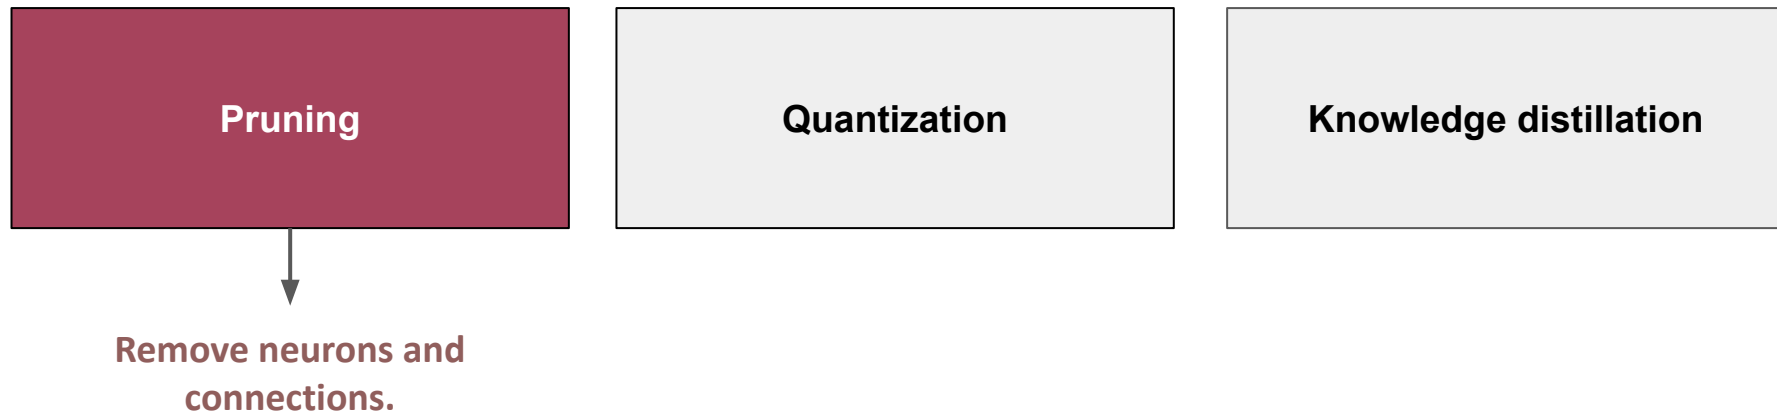 Pruning
Quantization
Knowledge distillation
Remove neurons and
connections.